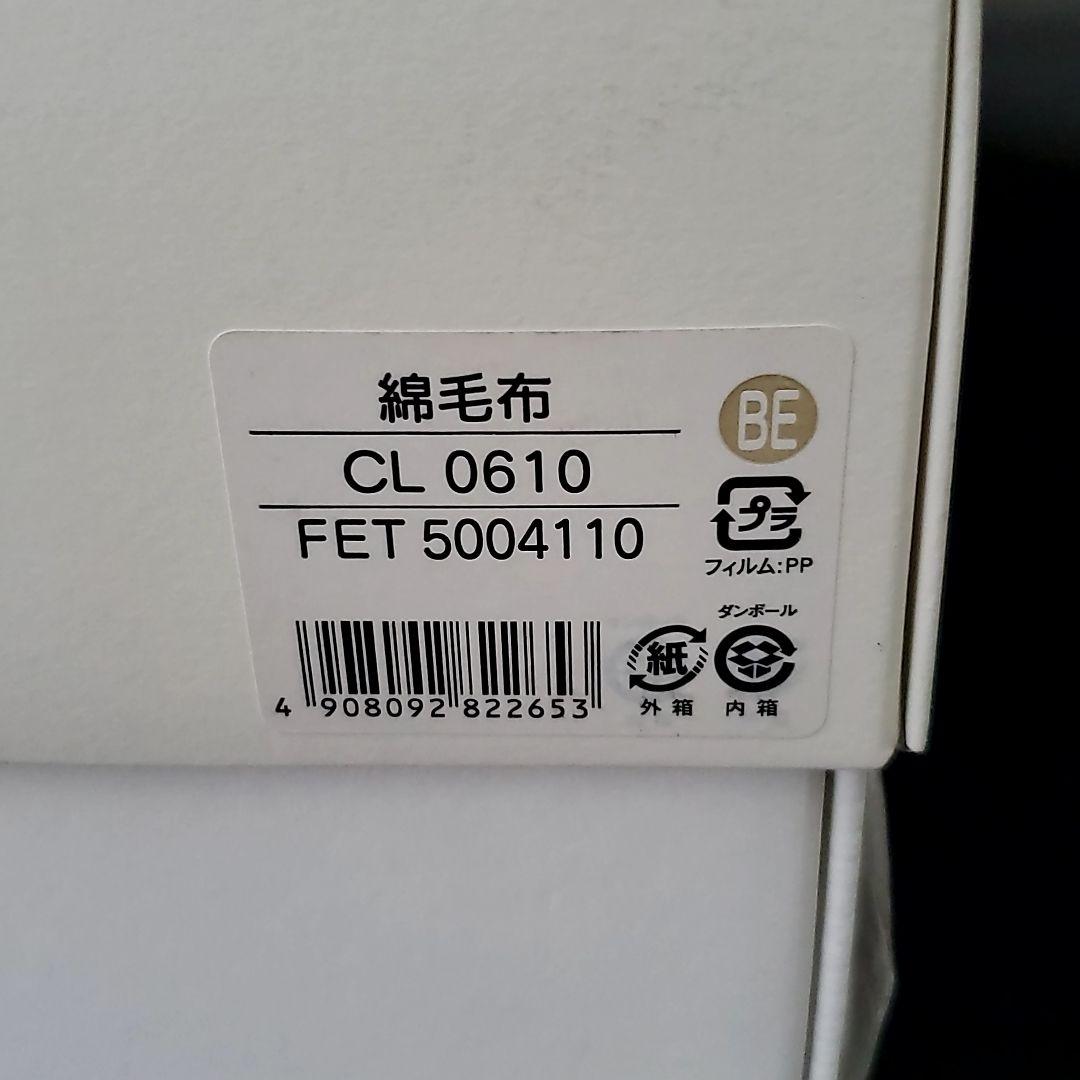 綿毛布
BE
CL 0610
FET 5004110
プラ
フィルム:PP
ダンボール
紙
外箱
内箱
4 908092 822653